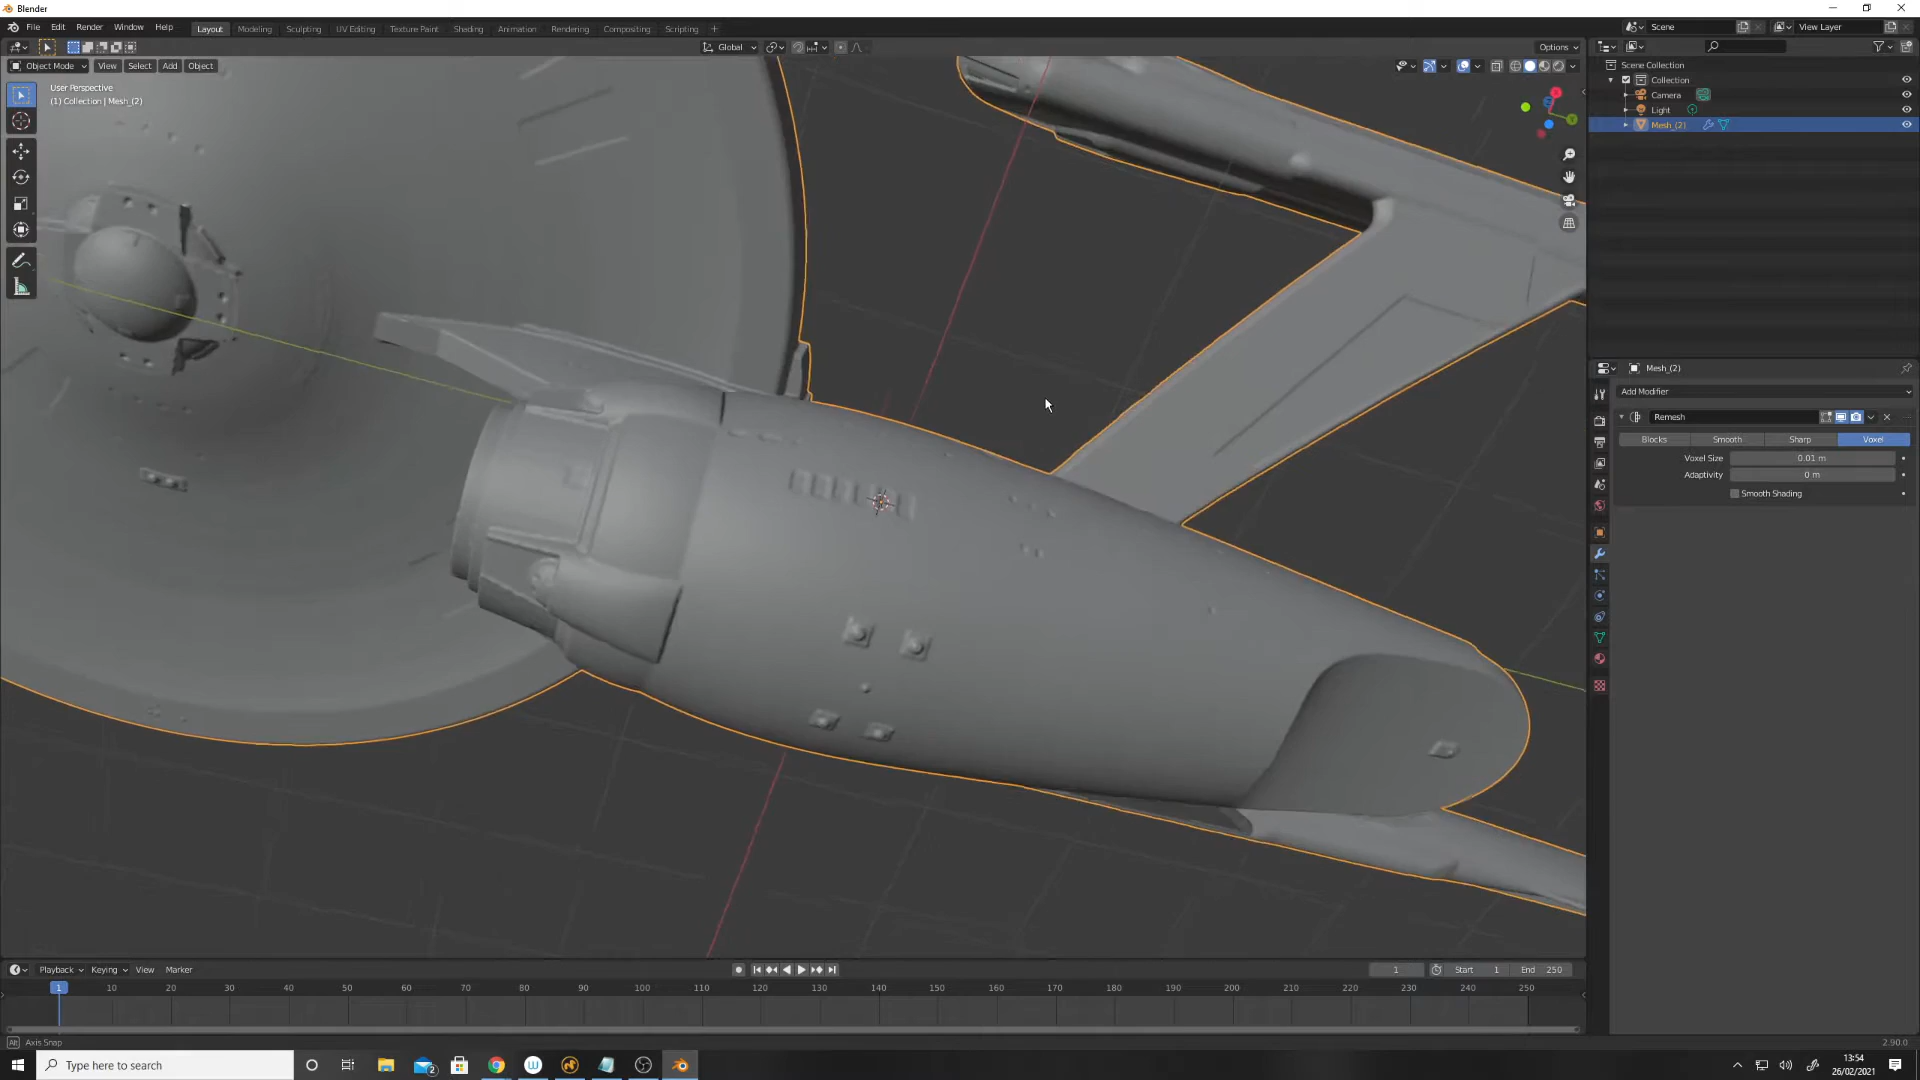 Blender
File Edit Render Window Help Layout Modeling Sculpting UV Editing Texture Paint Shading Animation Rendering Compositing Scripting + Scene View Layer
Global Options
Object Mode View Select Add Object
User Perspective
(1) Collection | Mesh_(2)
Scene Collection
Collection
Camera
Light
Mesh_(2)
Mesh_(2)
Add Modifier
Remesh
Blocks Smooth Sharp Voxel
Voxel Size 0.01 m
Adaptivity 0 m
Smooth Shading
Playback Keying View Marker 1 Start 1 End 250
1 10 20 30 40 50 60 70 80 90 100 110 120 130 140 150 160 170 180 190 200 210 220 230 240 250
Alt Axis Snap 2.90.0
Type here to search 2 13:54
26/02/2021